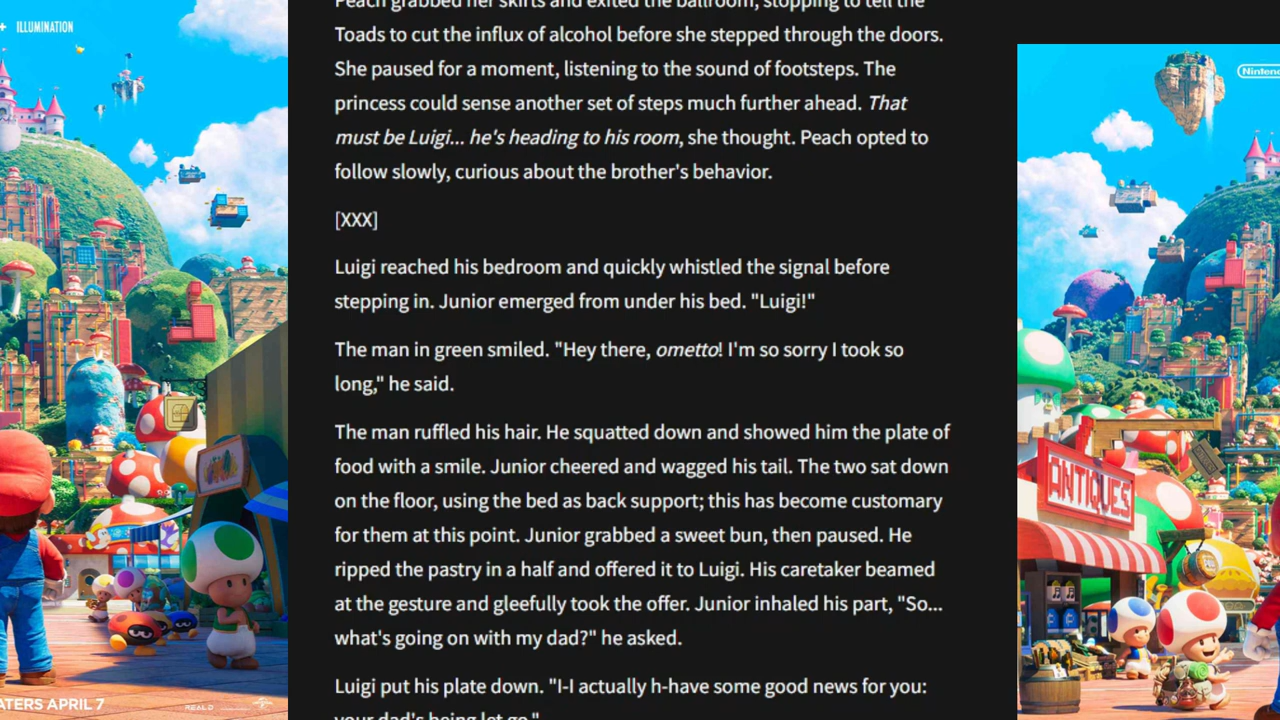 ILLUMINATION
Peach grabbed her skirts and exited the ballroom, stopping to tell the
Toads to cut the influx of alcohol before she stepped through the doors.
She paused for a moment, listening to the sound of footsteps. The
princess could sense another set of steps much further ahead. That
must be Luigi... he's heading to his room, she thought. Peach opted to
follow slowly, curious about the brother's behavior.
[XXX]
Luigi reached his bedroom and quickly whistled the signal before
stepping in. Junior emerged from under his bed. "Luigi!"
The man in green smiled. "Hey there, ometto! I'm so sorry I took so
long," he said.
The man ruffled his hair. He squatted down and showed him the plate of
food with a smile. Junior cheered and wagged his tail. The two sat down
on the floor, using the bed as back support; this has become customary
for them at this point. Junior grabbed a sweet bun, then paused. He
ripped the pastry in a half and offered it to Luigi. His caretaker beamed
at the gesture and gleefully took the offer. Junior inhaled his part, "So...
what's going on with my dad?" he asked.
Luigi put his plate down. "I-I actually h-have some good news for you:
your dad's being let go."
ATERS APRIL 7
REALD
Ninten
ANTIQUES